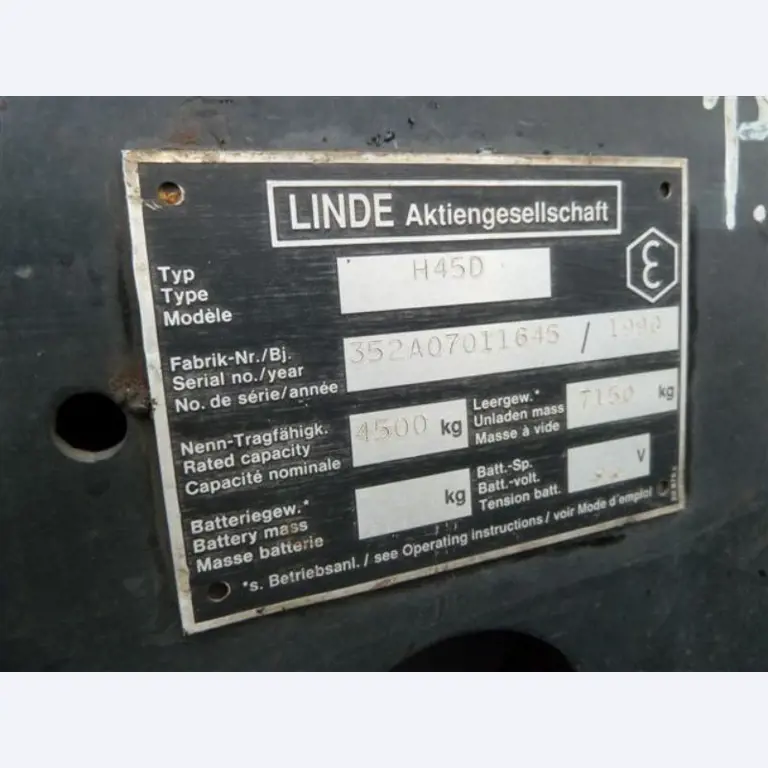 LINDE Aktiengesellschaft
Typ
Type
Modèle
H45D
Fabrik-Nr./Bj.
Serial no./year
No. de série/année
352A07011645 / 1990
Nenn-Tragfähigk.
Rated capacity
Capacité nominale
4500 kg
Leergew.*
Unladen mass
Masse à vide
7150 kg
Batteriegew.*
Battery mass
Masse batterie
kg
Batt.-Sp.
Batt.-volt.
Tension batt.
V
*s. Betriebsanl. / see Operating instructions / voir Mode d'emploi